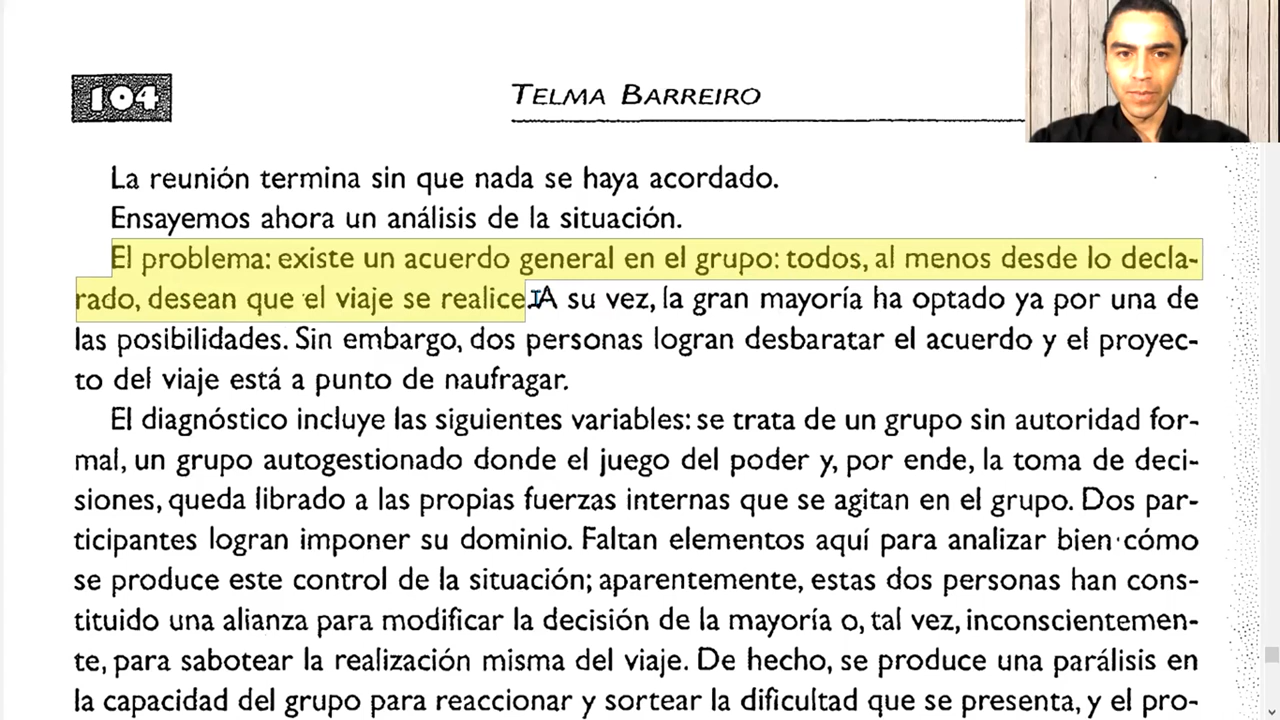 104
TELMA BARREIRO
La reunión termina sin que nada se haya acordado.
Ensayemos ahora un análisis de la situación.
El problema: existe un acuerdo general en el grupo: todos, al menos desde lo decla-
rado, desean que el viaje se realice. A su vez, la gran mayoría ha optado ya por una de
las posibilidades. Sin embargo, dos personas logran desbaratar el acuerdo y el proyec-
to del viaje está a punto de naufragar.
El diagnóstico incluye las siguientes variables: se trata de un grupo sin autoridad for-
mal, un grupo autogestionado donde el juego del poder y, por ende, la toma de deci-
siones, queda librado a las propias fuerzas internas que se agitan en el grupo. Dos par-
ticipantes logran imponer su dominio. Faltan elementos aquí para analizar bien cómo
se produce este control de la situación; aparentemente, estas dos personas han cons-
tituido una alianza para modificar la decisión de la mayoría o, tal vez, inconscientemen-
te, para sabotear la realización misma del viaje. De hecho, se produce una parálisis en
la capacidad del grupo para reaccionar y sortear la dificultad que se presenta, y el pro-